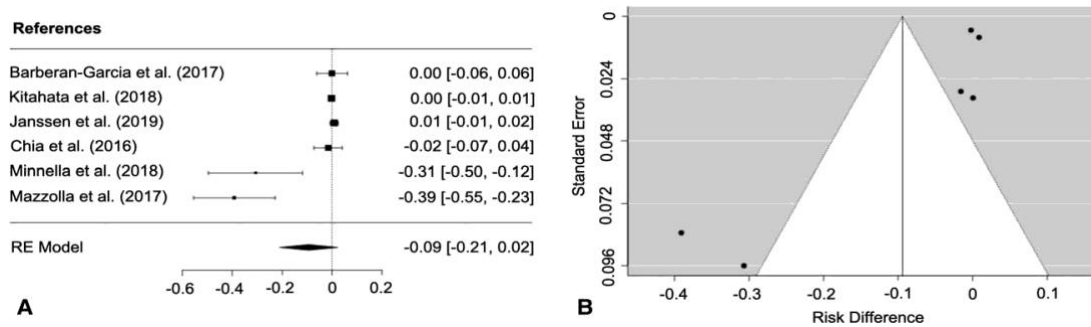 References
Barberan-Garcia et al. (2017) 0.00 [-0.06, 0.06]
Kitahata et al. (2018) 0.00 [-0.01, 0.01]
Janssen et al. (2019) 0.01 [-0.01, 0.02]
Chia et al. (2016) -0.02 [-0.07, 0.04]
Minnella et al. (2018) -0.31 [-0.50, -0.12]
Mazzolla et al. (2017) -0.39 [-0.55, -0.23]
RE Model -0.09 [-0.21, 0.02]
-0.6 -0.4 -0.2 0 0.2
A
Standard Error
0
0.024
0.048
0.072
0.096
-0.4 -0.3 -0.2 -0.1 0 0.1
Risk Difference
B